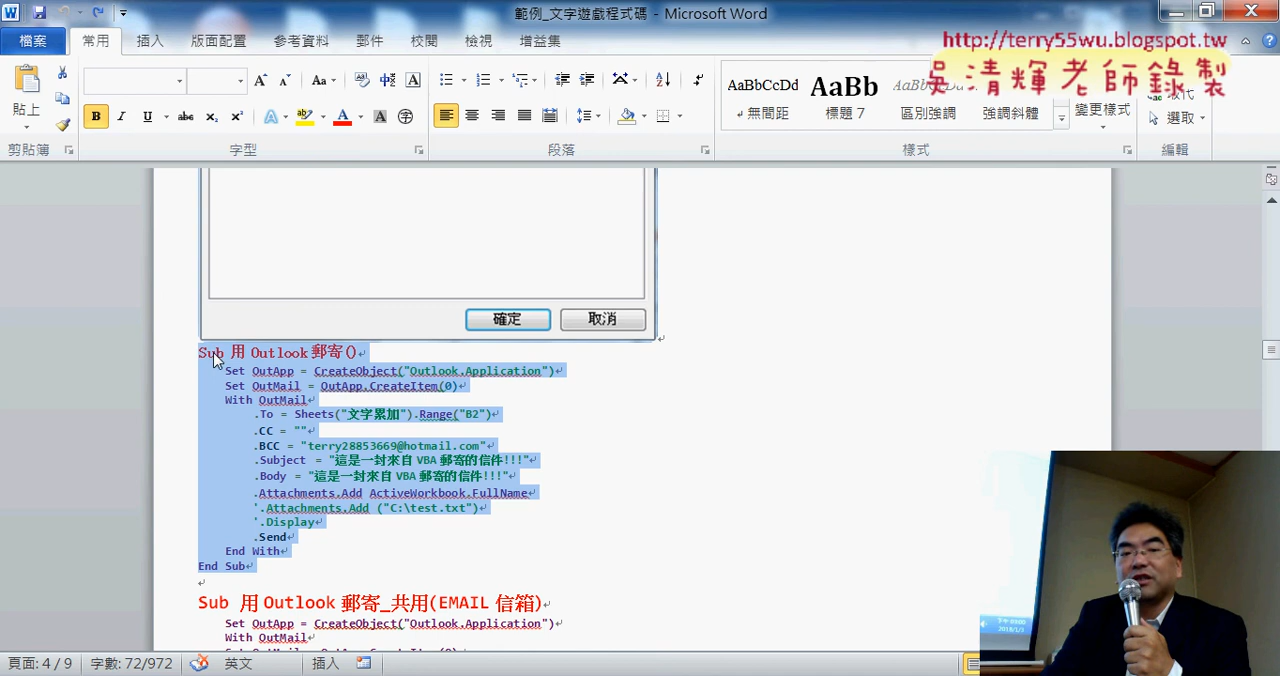 範例_文字遊戲程式碼 - Microsoft Word
檔案 常用 插入 版面配置 參考資料 郵件 校閱 檢視 增益集
http://terry55wu.blogspot.tw
吳清輝老師錄製
貼上
AaBbCcDd AaBb AaBbCcDd
無間距 標題 7 區別強調 強調斜體 變更樣式
取代
選取
剪貼簿 字型 段落 樣式 編輯
確定 取消
Sub 用 Outlook 郵寄()
Set OutApp = CreateObject("Outlook.Application")
Set OutMail = OutApp.CreateItem(0)
With OutMail
.To = Sheets("文字累加").Range("B2")
.CC = ""
.BCC = "terry28853669@hotmail.com"
.Subject = "這是一封來自 VBA 郵寄的信件!!!"
.Body = "這是一封來自 VBA 郵寄的信件!!!"
.Attachments.Add ActiveWorkbook.FullName
'.Attachments.Add ("C:\test.txt")
'.Display
.Send
End With
End Sub
Sub 用 Outlook 郵寄_共用(EMAIL 信箱)
Set OutApp = CreateObject("Outlook.Application")
With OutMail
頁面: 4 / 9 字數: 72/972 英文 插入